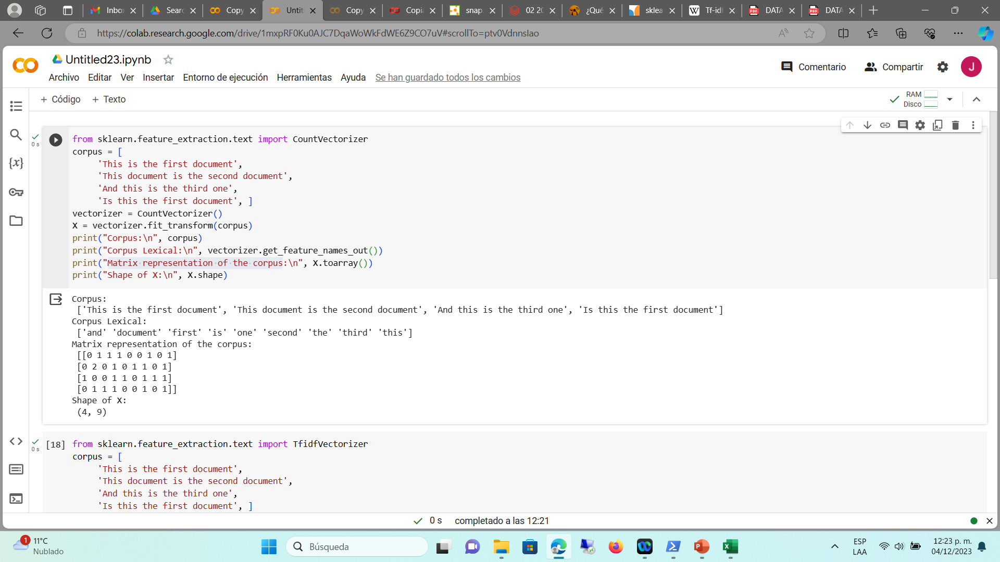 Inbo
Searc
Copy
Untit
Copy
Copia
snap.
02 20
¿Qué
sklea
Tf-idf
DATA
DATA
https://colab.research.google.com/drive/1mxpRF0Ku0AJC7DqaWoWkFdWE6Z9CO7uV#scrollTo=ptv0VdnnsIao
Untitled23.ipynb
Comentario
Compartir
J
Archivo Editar Ver Insertar Entorno de ejecución Herramientas Ayuda Se han guardado todos los cambios
+ Código + Texto
RAM
Disco
0 s
from sklearn.feature_extraction.text import CountVectorizer
corpus = [
'This is the first document',
'This document is the second document',
'And this is the third one',
'Is this the first document', ]
vectorizer = CountVectorizer()
X = vectorizer.fit_transform(corpus)
print("Corpus:\n", corpus)
print("Corpus Lexical:\n", vectorizer.get_feature_names_out())
print("Matrix representation of the corpus:\n", X.toarray())
print("Shape of X:\n", X.shape)
Corpus:
['This is the first document', 'This document is the second document', 'And this is the third one', 'Is this the first document']
Corpus Lexical:
['and' 'document' 'first' 'is' 'one' 'second' 'the' 'third' 'this']
Matrix representation of the corpus:
[[0 1 1 1 0 0 1 0 1]
[0 2 0 1 0 1 1 0 1]
[1 0 0 1 1 0 1 1 1]
[0 1 1 1 0 0 1 0 1]]
Shape of X:
(4, 9)
0 s
[18] from sklearn.feature_extraction.text import TfidfVectorizer
corpus = [
'This is the first document',
'This document is the second document',
'And this is the third one',
'Is this the first document', ]
0 s completado a las 12:21
1
11°C
Nublado
Búsqueda
ESP
LAA
12:23 p. m.
04/12/2023